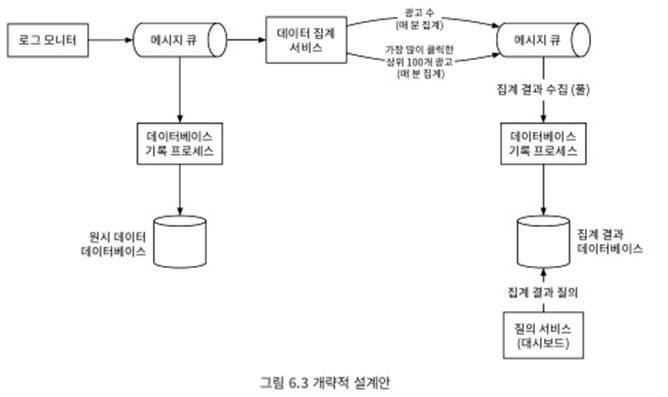 로그 모니터
메시지 큐
데이터 집계
서비스
광고 수
(매 분 집계)
가장 많이 클릭한
상위 100개 광고
(매 분 집계)
메시지 큐
집계 결과 수집 (풀)
데이터베이스
기록 프로세스
데이터베이스
기록 프로세스
원시 데이터
데이터베이스
집계 결과
데이터베이스
집계 결과 질의
질의 서비스
(대시보드)
그림 6.3 개략적 설계안